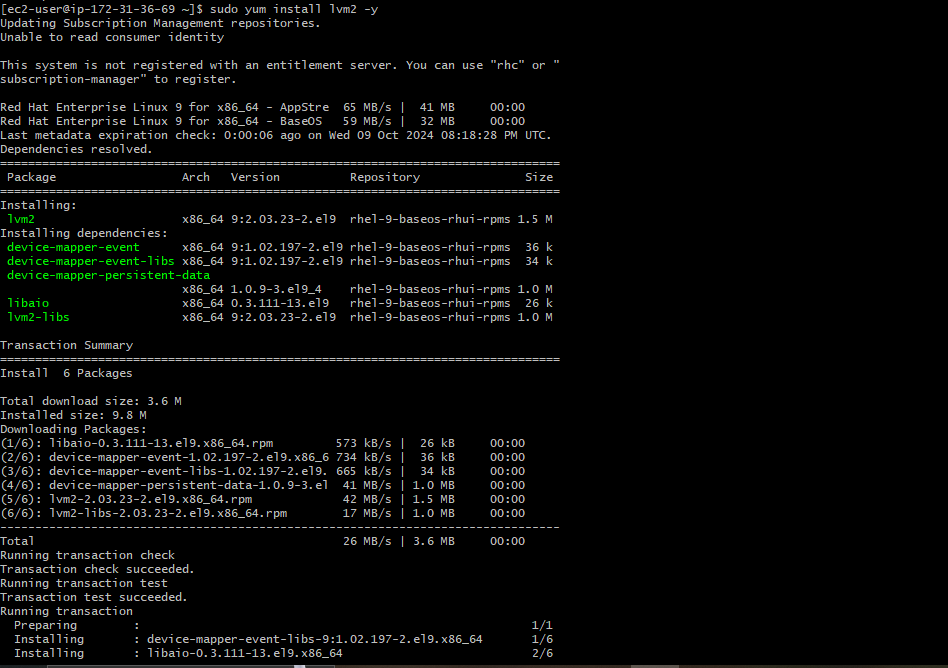 [ec2-user@ip-172-31-36-69 ~]$ sudo yum install lvm2 -y
Updating Subscription Management repositories.
Unable to read consumer identity

This system is not registered with an entitlement server. You can use "rhc" or "
subscription-manager" to register.

Red Hat Enterprise Linux 9 for x86_64 - AppStre  65 MB/s |  41 MB     00:00
Red Hat Enterprise Linux 9 for x86_64 - BaseOS   59 MB/s |  32 MB     00:00
Last metadata expiration check: 0:00:06 ago on Wed 09 Oct 2024 08:18:28 PM UTC.
Dependencies resolved.
================================================================================
 Package                  Arch   Version          Repository               Size
================================================================================
Installing:
 lvm2                     x86_64 9:2.03.23-2.el9  rhel-9-baseos-rhui-rpms 1.5 M
Installing dependencies:
 device-mapper-event      x86_64 9:1.02.197-2.el9 rhel-9-baseos-rhui-rpms  36 k
 device-mapper-event-libs x86_64 9:1.02.197-2.el9 rhel-9-baseos-rhui-rpms  34 k
 device-mapper-persistent-data
                          x86_64 1.0.9-3.el9_4    rhel-9-baseos-rhui-rpms 1.0 M
 libaio                   x86_64 0.3.111-13.el9   rhel-9-baseos-rhui-rpms  26 k
 lvm2-libs                x86_64 9:2.03.23-2.el9  rhel-9-baseos-rhui-rpms 1.0 M

Transaction Summary
================================================================================
Install  6 Packages

Total download size: 3.6 M
Installed size: 9.8 M
Downloading Packages:
(1/6): libaio-0.3.111-13.el9.x86_64.rpm         573 kB/s |  26 kB     00:00
(2/6): device-mapper-event-1.02.197-2.el9.x86_6 734 kB/s |  36 kB     00:00
(3/6): device-mapper-event-libs-1.02.197-2.el9. 665 kB/s |  34 kB     00:00
(4/6): device-mapper-persistent-data-1.0.9-3.el  41 MB/s | 1.0 MB     00:00
(5/6): lvm2-2.03.23-2.el9.x86_64.rpm             42 MB/s | 1.5 MB     00:00
(6/6): lvm2-libs-2.03.23-2.el9.x86_64.rpm        17 MB/s | 1.0 MB     00:00
--------------------------------------------------------------------------------
Total                                            26 MB/s | 3.6 MB     00:00
Running transaction check
Transaction check succeeded.
Running transaction test
Transaction test succeeded.
Running transaction
  Preparing        :                                                        1/1
  Installing       : device-mapper-event-libs-9:1.02.197-2.el9.x86_64       1/6
  Installing       : libaio-0.3.111-13.el9.x86_64                           2/6